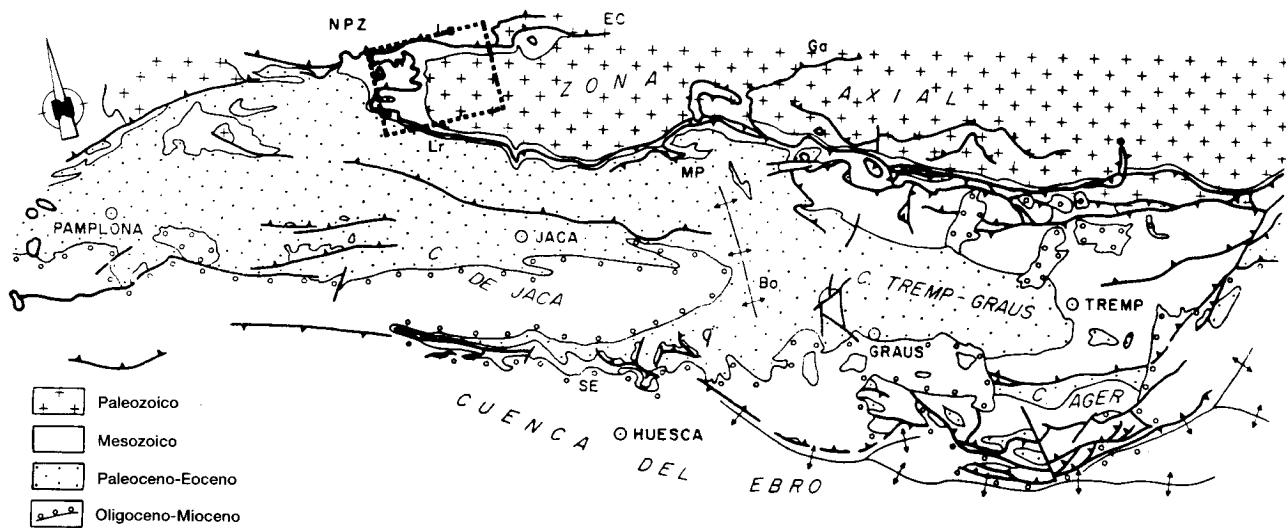 NPZ
EC
Ga
ZONA AXIAL
Lr
MP
PAMPLONA
JACA
C DE JACA
Bo
C. TREMP-GRAUS
TREMP
GRAUS
SE
C. AGER
CUENCA DEL EBRO
HUESCA
Paleozoico
Mesozoico
Paleoceno-Eoceno
Oligoceno-Mioceno